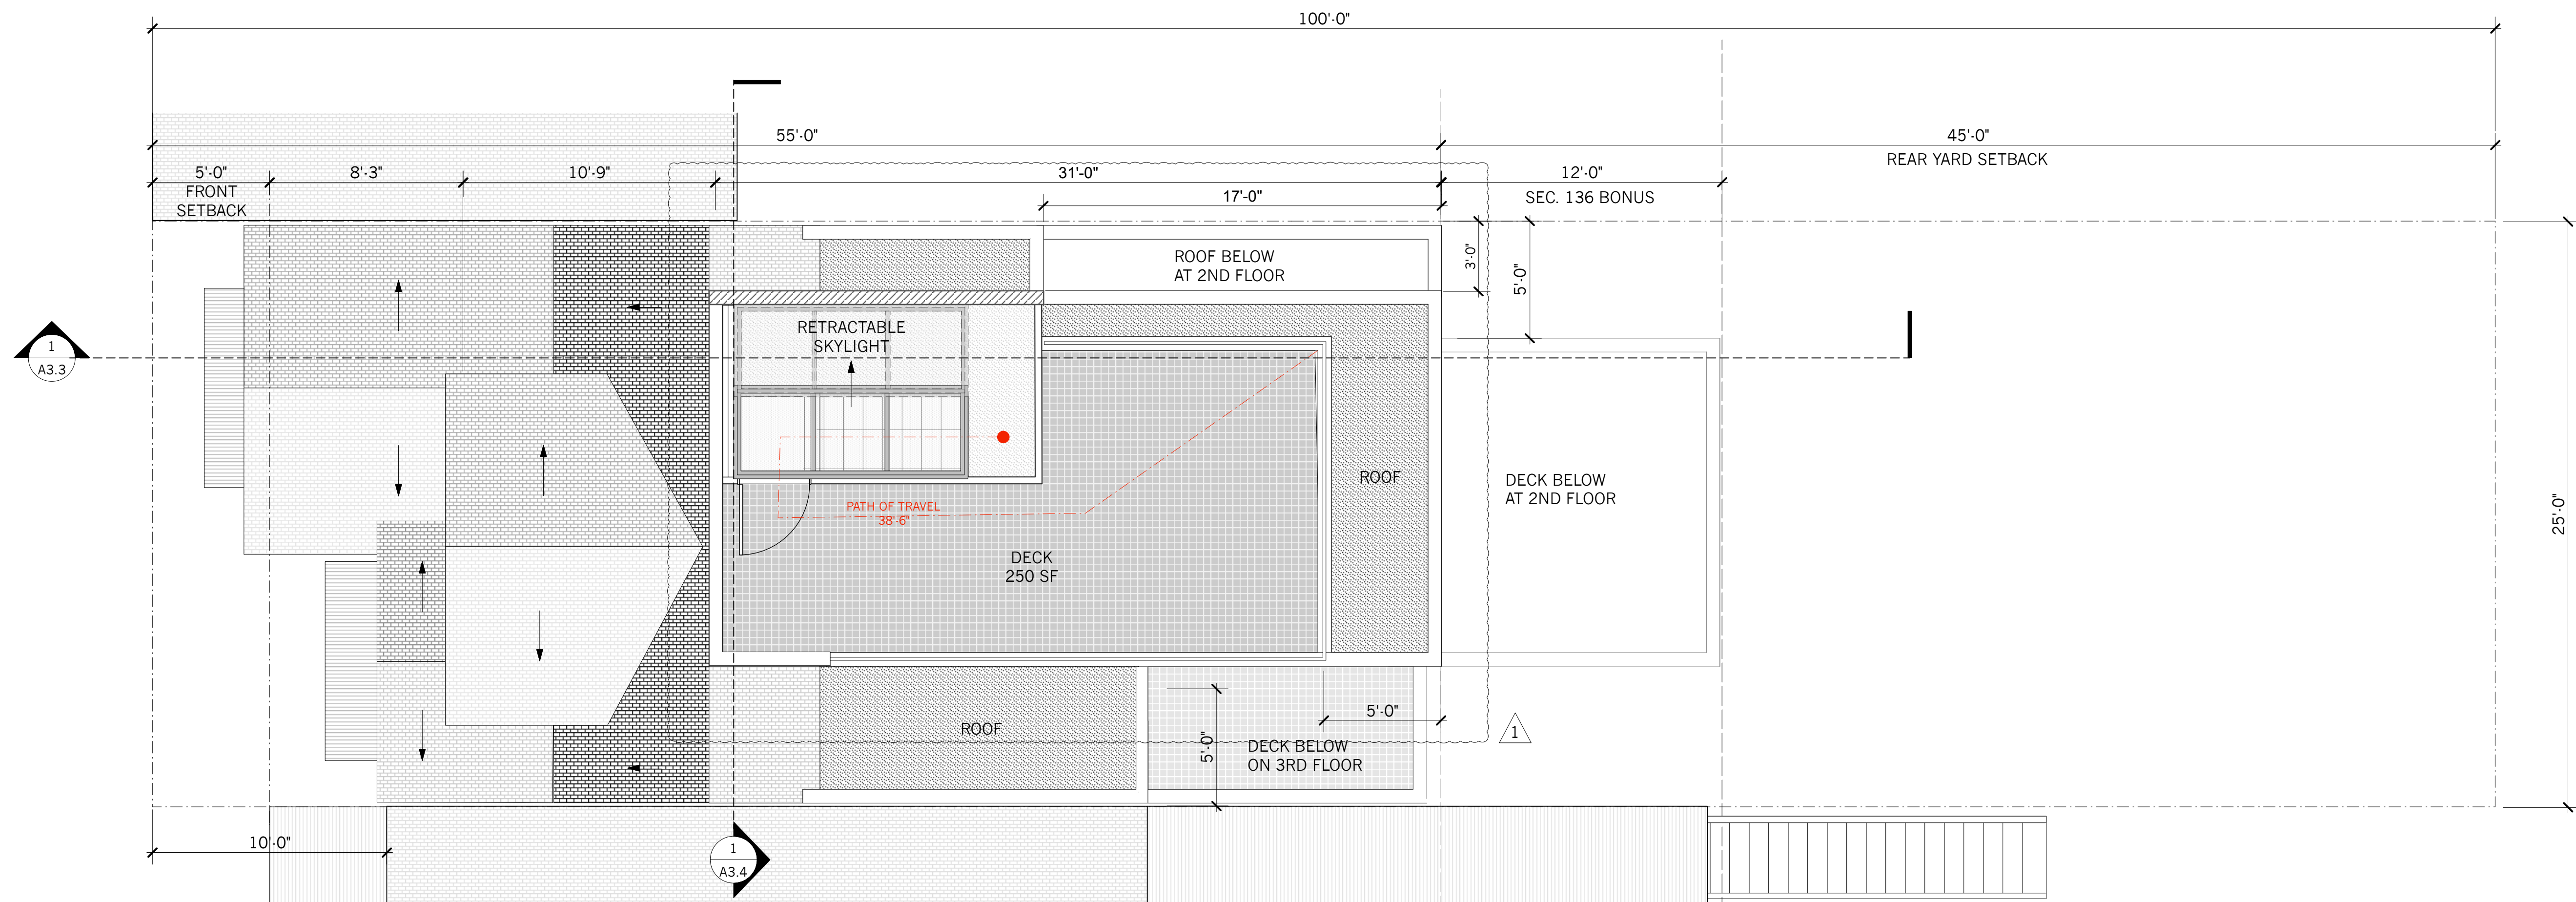 100'-0"
55'-0"
45'-0"
REAR YARD SETBACK
5'-0"
FRONT
SETBACK
8'-3"
10'-9"
31'-0"
12'-0"
SEC. 136 BONUS
17'-0"
3'-0"
5'-0"
ROOF BELOW
AT 2ND FLOOR
RETRACTABLE
SKYLIGHT
1
A3.3
ROOF
DECK BELOW
AT 2ND FLOOR
PATH OF TRAVEL
38'-6"
DECK
250 SF
25'-0"
5'-0"
ROOF
5'-0"
DECK BELOW
ON 3RD FLOOR
1
10'-0"
1
A3.4